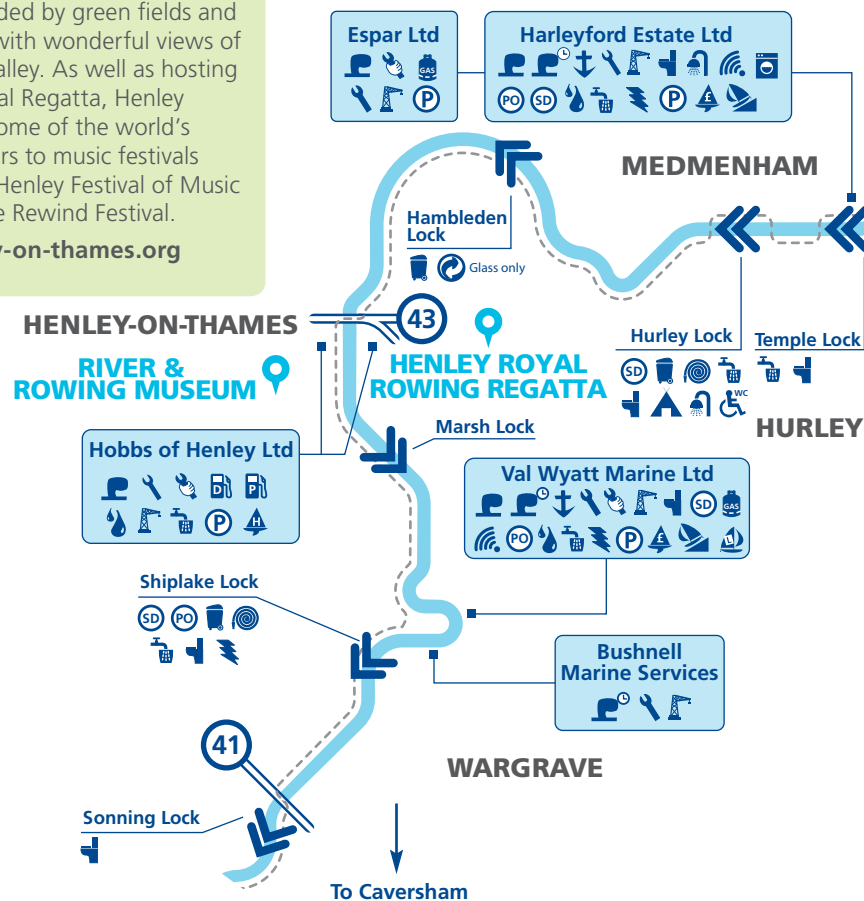 ded by green fields and
with wonderful views of
alley. As well as hosting
al Regatta, Henley
ome of the world's
rs to music festivals
Henley Festival of Music
e Rewind Festival.
y-on-thames.org
Espar Ltd
GAS
P
Harleyford Estate Ltd
PO SD P £
MEDMENHAM
Hambleden
Lock
Glass only
HENLEY-ON-THAMES
43
RIVER &
ROWING MUSEUM
HENLEY ROYAL
ROWING REGATTA
Hurley Lock
SD
WC
Temple Lock
HURLEY
Marsh Lock
Hobbs of Henley Ltd
D P
P H
Val Wyatt Marine Ltd
SD GAS
PO P £ L
Shiplake Lock
SD PO
Bushnell
Marine Services
41
WARGRAVE
Sonning Lock
To Caversham